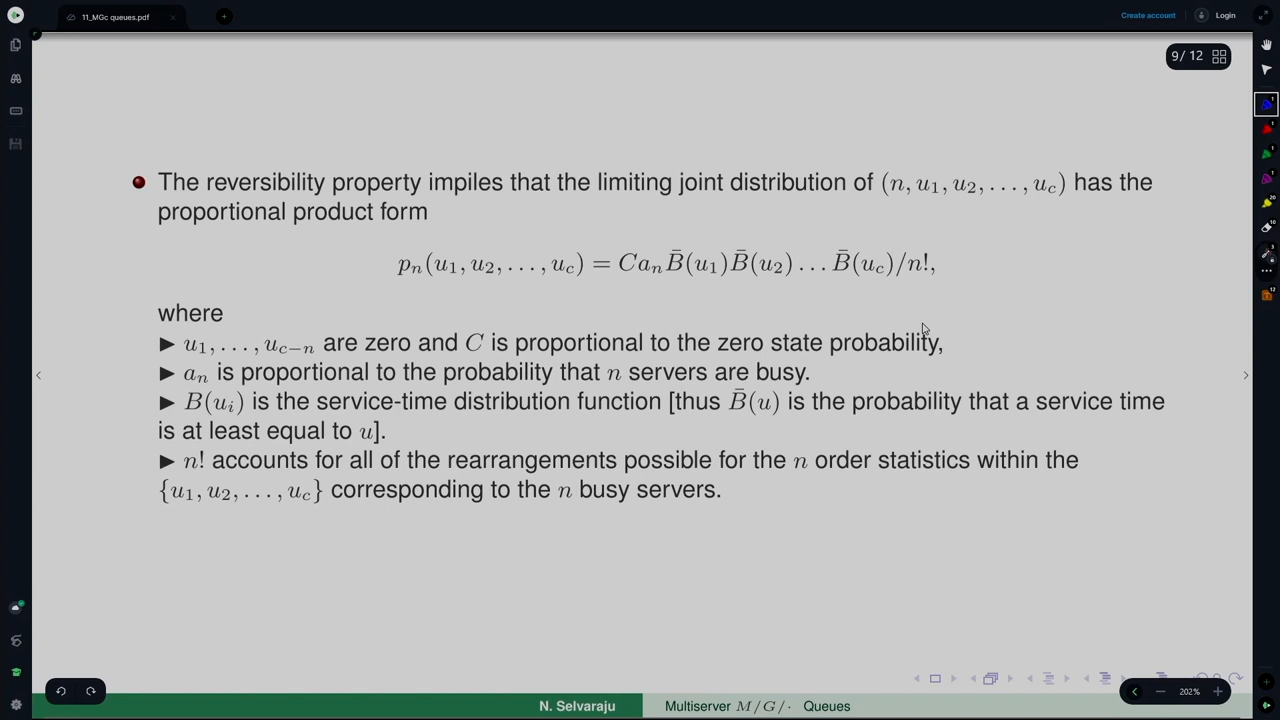 11_MGc queues.pdf
Create account
Login
9/ 12
The reversibility property impiles that the limiting joint distribution of (n, u₁, u₂, . . . , u_c) has the
proportional product form
pₙ(u₁, u₂, . . . , u_c) = CaₙB̄(u₁)B̄(u₂) . . . B̄(u_c)/n!,
where
▶ u₁, . . . , u_{c−n} are zero and C is proportional to the zero state probability,
▶ aₙ is proportional to the probability that n servers are busy.
▶ B(uᵢ) is the service-time distribution function [thus B̄(u) is the probability that a service time
is at least equal to u].
▶ n! accounts for all of the rearrangements possible for the n order statistics within the
{u₁, u₂, . . . , u_c} corresponding to the n busy servers.
202%
N. Selvaraju
Multiserver M/G/· Queues